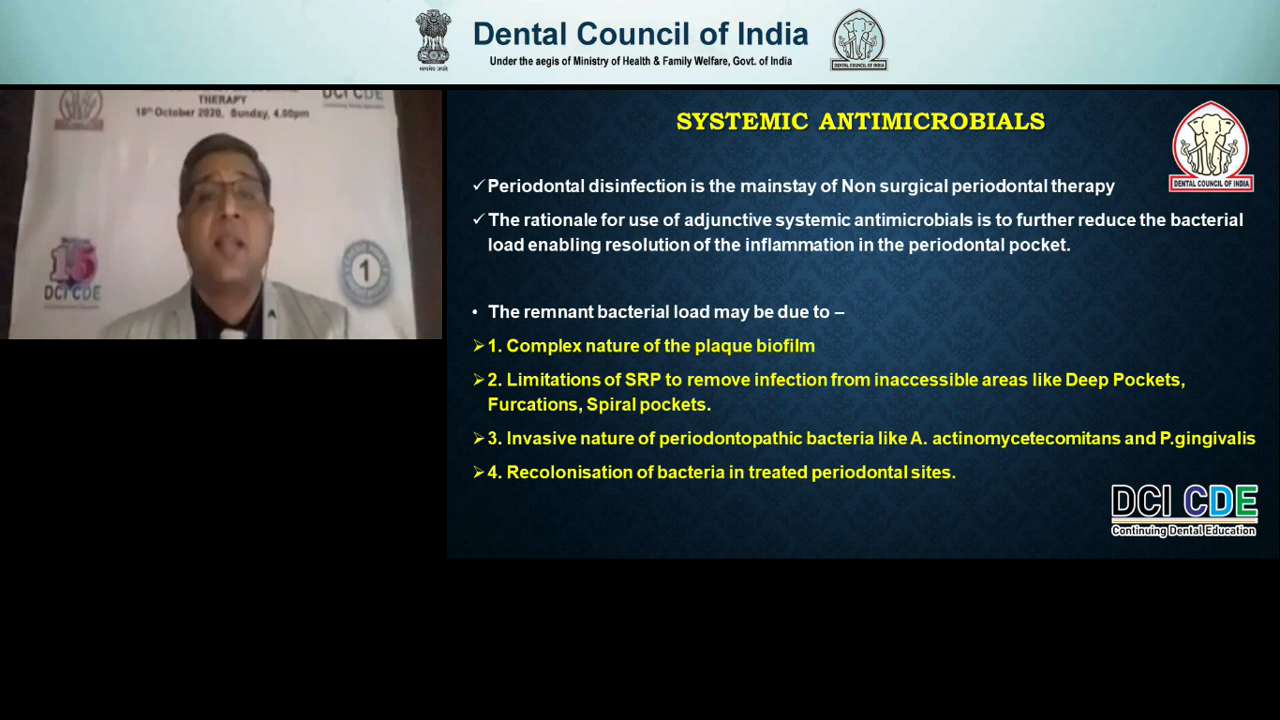 Dental Council of India
Under the aegis of Ministry of Health & Family Welfare, Govt. of India
DENTAL COUNCIL OF INDIA
THERAPY
18th October 2020, Sunday, 4.00pm
DCI CDE
15
DCI CDE
1
SYSTEMIC ANTIMICROBIALS
DENTAL COUNCIL OF INDIA
✓Periodontal disinfection is the mainstay of Non surgical periodontal therapy
✓The rationale for use of adjunctive systemic antimicrobials is to further reduce the bacterial
load enabling resolution of the inflammation in the periodontal pocket.
• The remnant bacterial load may be due to –
➢1. Complex nature of the plaque biofilm
➢2. Limitations of SRP to remove infection from inaccessible areas like Deep Pockets,
Furcations, Spiral pockets.
➢3. Invasive nature of periodontopathic bacteria like A. actinomycetecomitans and P.gingivalis
➢4. Recolonisation of bacteria in treated periodontal sites.
DCI CDE
Continuing Dental Education